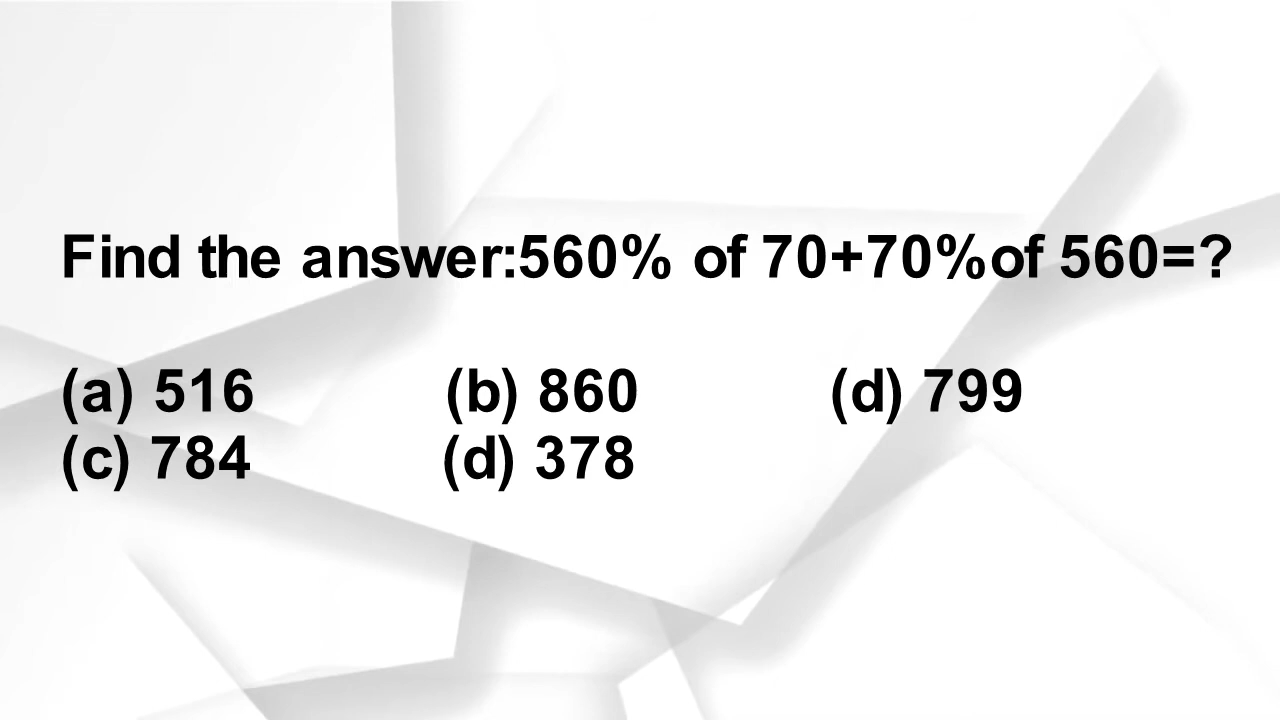 Find the answer:560% of 70+70%of 560=?
(a) 516 (b) 860 (d) 799
(c) 784 (d) 378